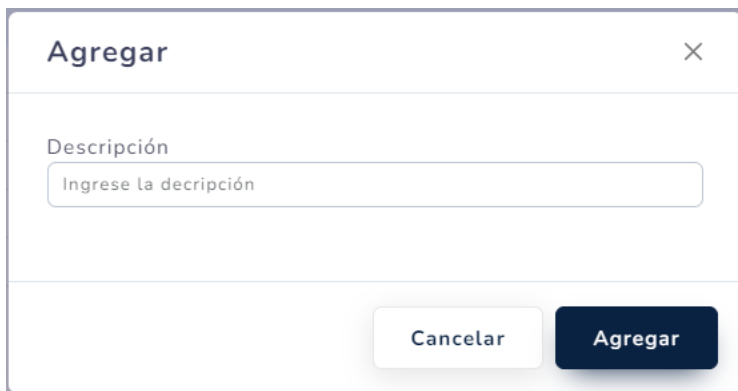 Agregar
Descripción
Ingrese la decripción
Cancelar
Agregar